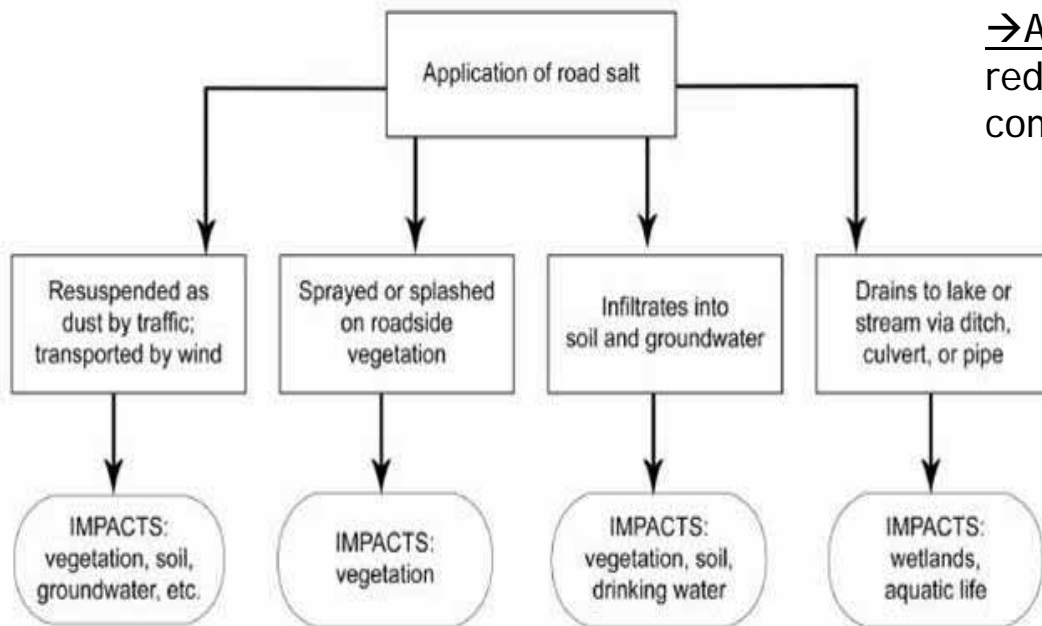 Application of road salt
→A
red
con
Resuspended as
dust by traffic;
transported by wind
Sprayed or splashed
on roadside
vegetation
Infiltrates into
soil and groundwater
Drains to lake or
stream via ditch,
culvert, or pipe
IMPACTS:
vegetation, soil,
groundwater, etc.
IMPACTS:
vegetation
IMPACTS:
vegetation, soil,
drinking water
IMPACTS:
wetlands,
aquatic life